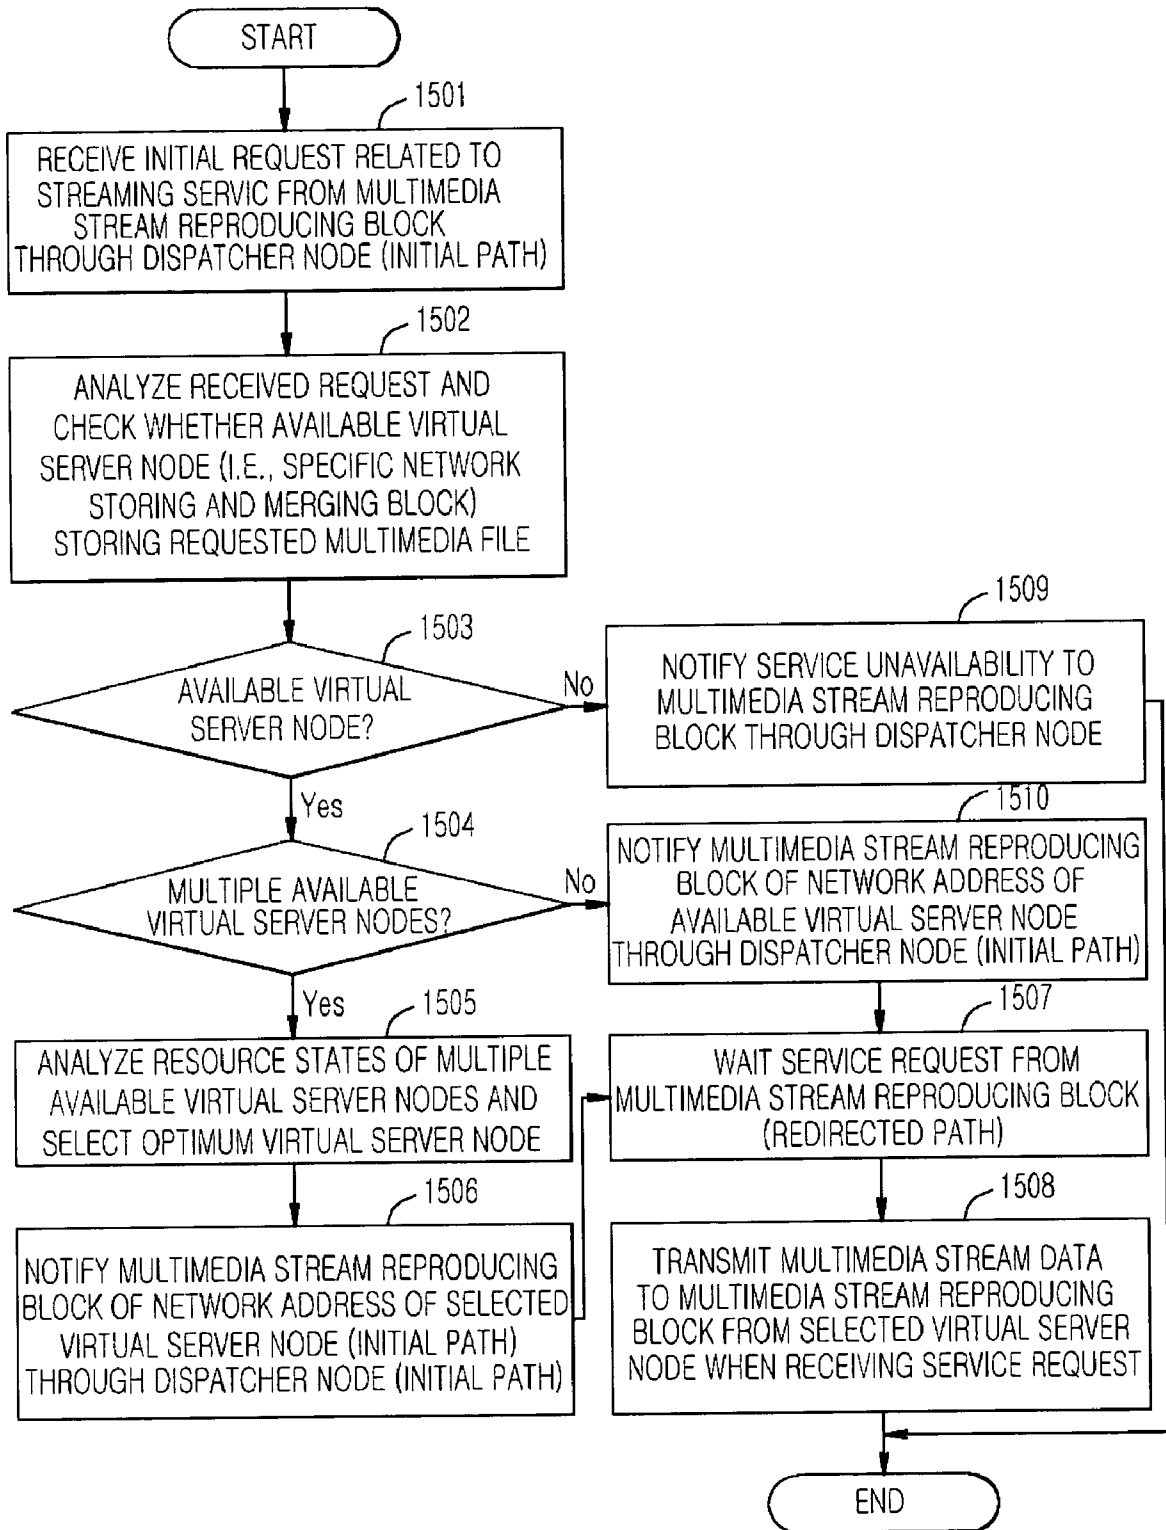 START
1501
RECEIVE INITIAL REQUEST RELATED TO
STREAMING SERVIC FROM MULTIMEDIA
STREAM REPRODUCING BLOCK
THROUGH DISPATCHER NODE (INITIAL PATH)
1502
ANALYZE RECEIVED REQUEST AND
CHECK WHETHER AVAILABLE VIRTUAL
SERVER NODE (I.E., SPECIFIC NETWORK
STORING AND MERGING BLOCK)
STORING REQUESTED MULTIMEDIA FILE
1503
AVAILABLE VIRTUAL
SERVER NODE?
No
Yes
1509
NOTIFY SERVICE UNAVAILABILITY TO
MULTIMEDIA STREAM REPRODUCING
BLOCK THROUGH DISPATCHER NODE
1504
MULTIPLE AVAILABLE
VIRTUAL SERVER NODES?
No
Yes
1510
NOTIFY MULTIMEDIA STREAM REPRODUCING
BLOCK OF NETWORK ADDRESS OF
AVAILABLE VIRTUAL SERVER NODE
THROUGH DISPATCHER NODE (INITIAL PATH)
1505
ANALYZE RESOURCE STATES OF MULTIPLE
AVAILABLE VIRTUAL SERVER NODES AND
SELECT OPTIMUM VIRTUAL SERVER NODE
1506
NOTIFY MULTIMEDIA STREAM REPRODUCING
BLOCK OF NETWORK ADDRESS OF SELECTED
VIRTUAL SERVER NODE (INITIAL PATH)
THROUGH DISPATCHER NODE (INITIAL PATH)
1507
WAIT SERVICE REQUEST FROM
MULTIMEDIA STREAM REPRODUCING BLOCK
(REDIRECTED PATH)
1508
TRANSMIT MULTIMEDIA STREAM DATA
TO MULTIMEDIA STREAM REPRODUCING
BLOCK FROM SELECTED VIRTUAL SERVER
NODE WHEN RECEIVING SERVICE REQUEST
END